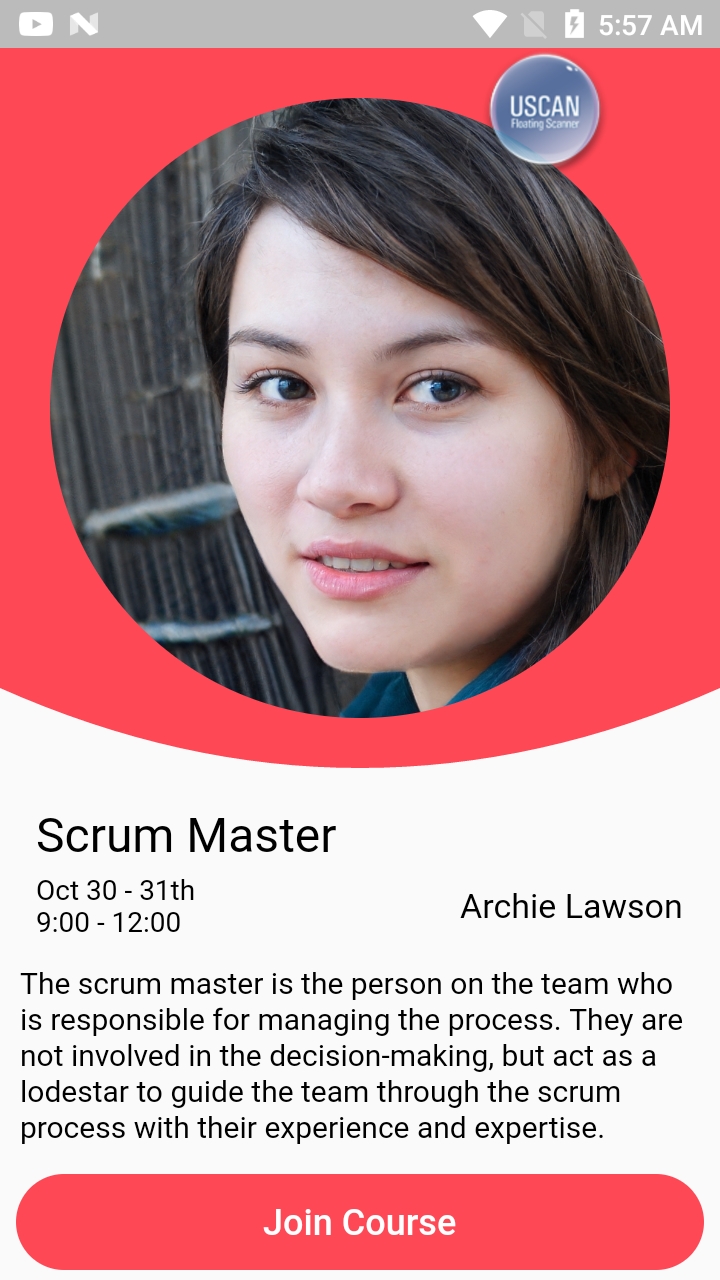 5:57 AM
USCAN
Floating Scanner
Scrum Master
Oct 30 - 31th
9:00 - 12:00
Archie Lawson
The scrum master is the person on the team who
is responsible for managing the process. They are
not involved in the decision-making, but act as a
lodestar to guide the team through the scrum
process with their experience and expertise.
Join Course